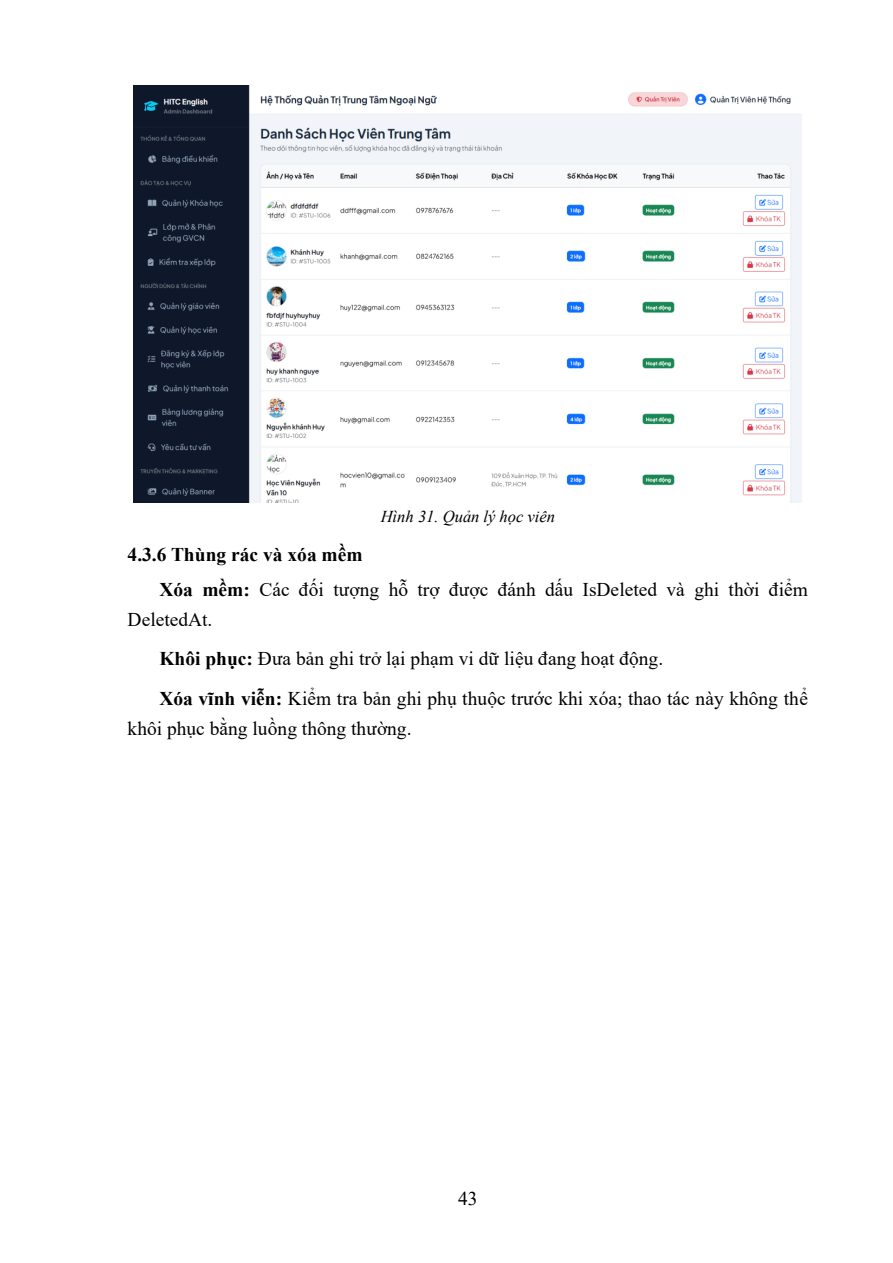 HITC English
Admin Dashboard
THỐNG KÊ & TỔNG QUAN
Bảng điều khiển
ĐÀO TẠO & HỌC VỤ
Quản lý Khóa học
Lớp mở & Phân
công GVCN
Kiểm tra xếp lớp
NGƯỜI DÙNG & TÀI CHÍNH
Quản lý giáo viên
Quản lý học viên
Đăng ký & Xếp lớp
học viên
Quản lý thanh toán
Bảng lương giảng
viên
Yêu cầu tư vấn
TRUYỀN THÔNG & MARKETING
Quản lý Banner
Hệ Thống Quản Trị Trung Tâm Ngoại Ngữ
Quản Trị Viên
Quản Trị Viên Hệ Thống
Danh Sách Học Viên Trung Tâm
Theo dõi thông tin học viên, số lượng khóa học đã đăng ký và trạng thái tài khoản
Ảnh / Họ và Tên Email Số Điện Thoại Địa Chỉ Số Khóa Học ĐK Trạng Thái Thao Tác
dfdfdfdf ID: #STU-1006 ddfff@gmail.com 0978767676 --- 1 lớp Hoạt động Sửa Khóa TK
Khánh Huy ID: #STU-1005 khanh@gmail.com 0824762165 --- 2 lớp Hoạt động Sửa Khóa TK
fbfdjf huyhuyhuy ID: #STU-1004 huy122@gmail.com 0945363123 --- 1 lớp Hoạt động Sửa Khóa TK
huy khanh nguye ID: #STU-1003 nguyen@gmail.com 0912345678 --- 1 lớp Hoạt động Sửa Khóa TK
Nguyễn khánh Huy ID: #STU-1002 huy@gmail.com 0922142353 --- 4 lớp Hoạt động Sửa Khóa TK
Ảnh Học
Học Viên Nguyễn Văn 10 ID: #STU-10 hocvien10@gmail.com 0909123409 109 Đỗ Xuân Hợp, TP. Thủ Đức, TP.HCM 2 lớp Hoạt động Sửa Khóa TK
Hình 31. Quản lý học viên
4.3.6 Thùng rác và xóa mềm
Xóa mềm: Các đối tượng hỗ trợ được đánh dấu IsDeleted và ghi thời điểm
DeletedAt.
Khôi phục: Đưa bản ghi trở lại phạm vi dữ liệu đang hoạt động.
Xóa vĩnh viễn: Kiểm tra bản ghi phụ thuộc trước khi xóa; thao tác này không thể
khôi phục bằng luồng thông thường.
43